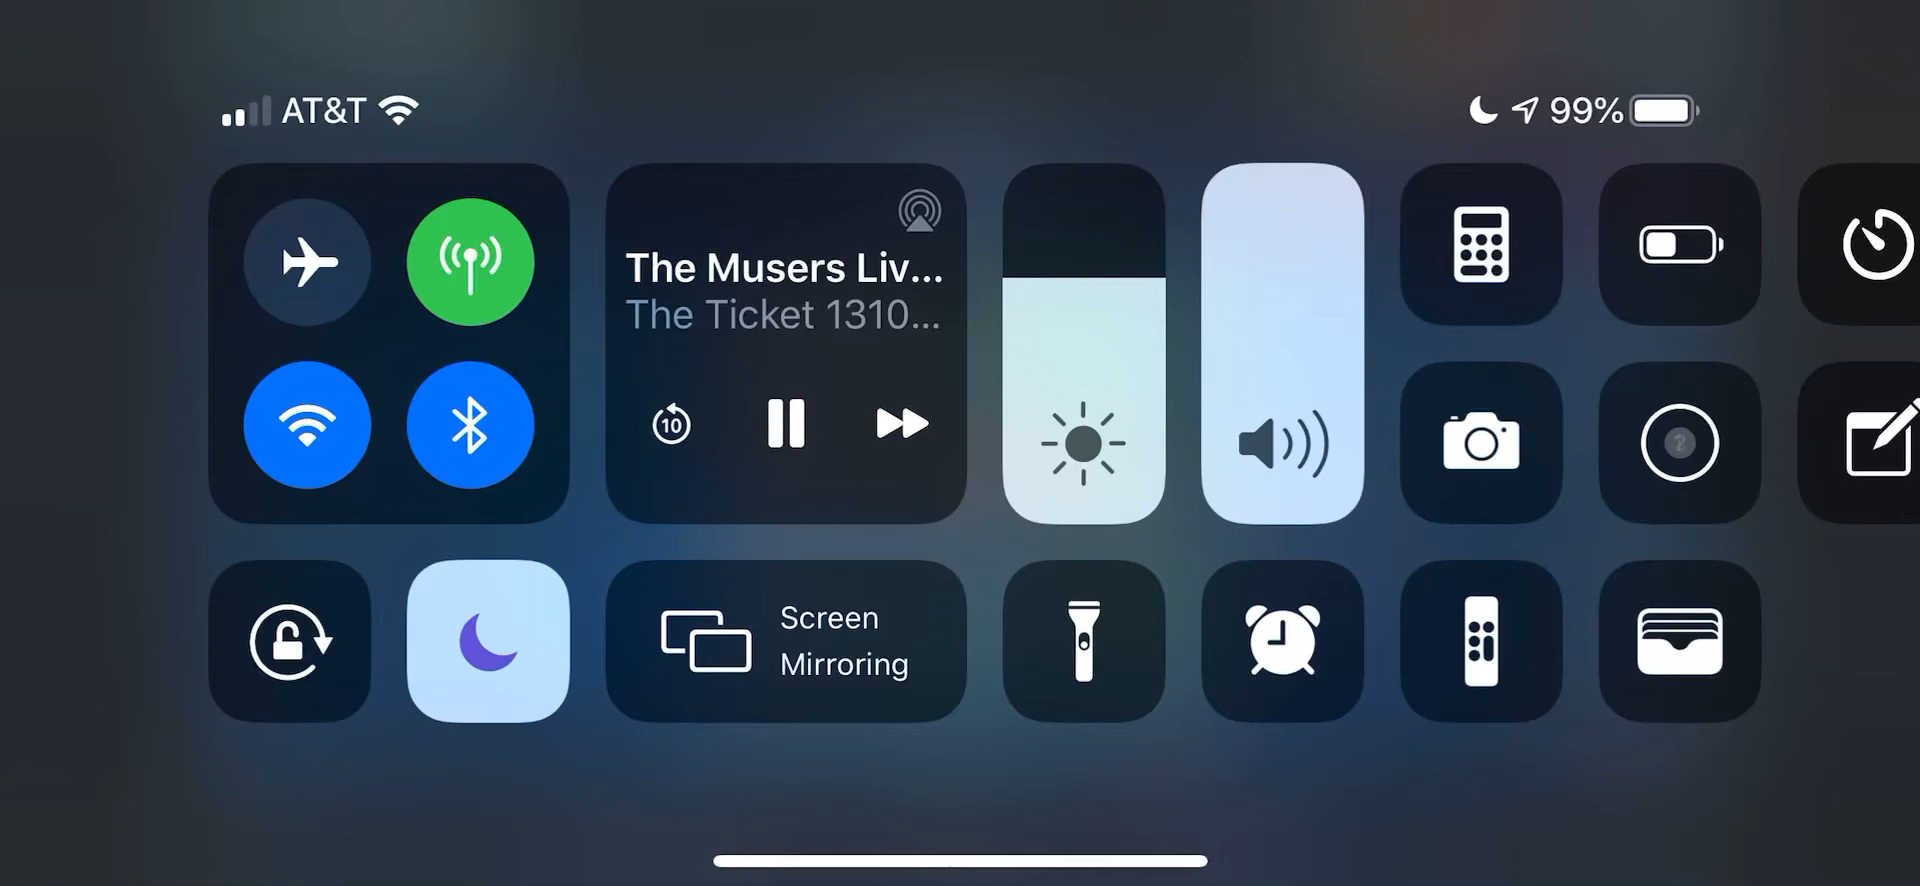 AT&T
99%
The Musers Liv...
The Ticket 1310...
10
Screen
Mirroring